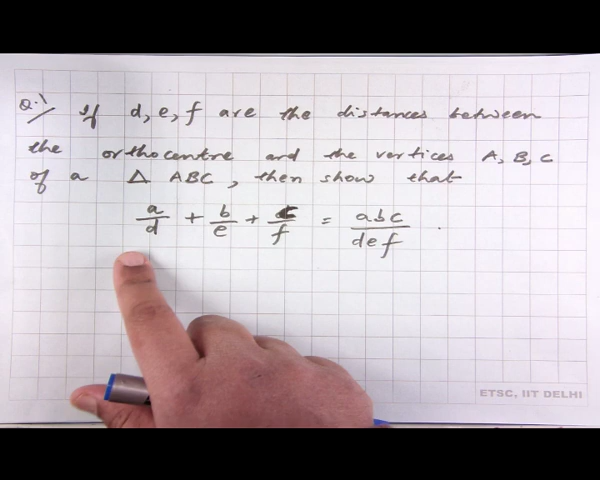 Q.1/ If d, e, f are the distances between
the orthocentre and the vertices A, B, C
of a Δ ABC, then show that
a/d + b/e + c/f = abc/def .
ETSC, IIT DELHI